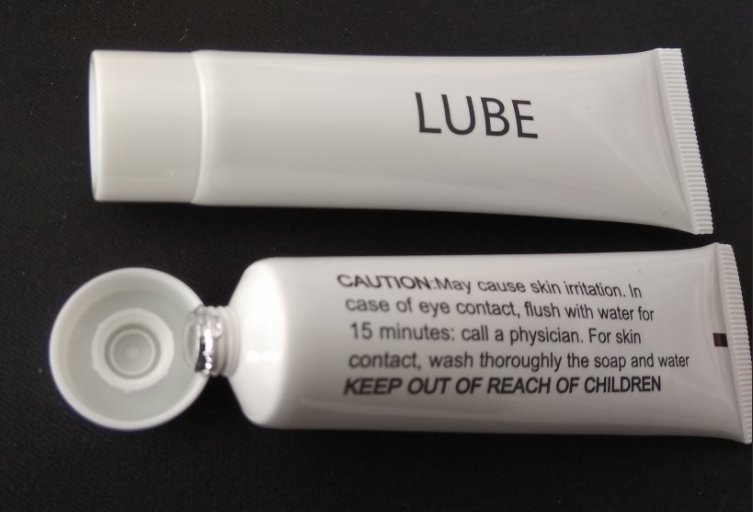 LUBE
CAUTION:May cause skin irritation. In
case of eye contact, flush with water for
15 minutes: call a physician. For skin
contact, wash thoroughly the soap and water
KEEP OUT OF REACH OF CHILDREN